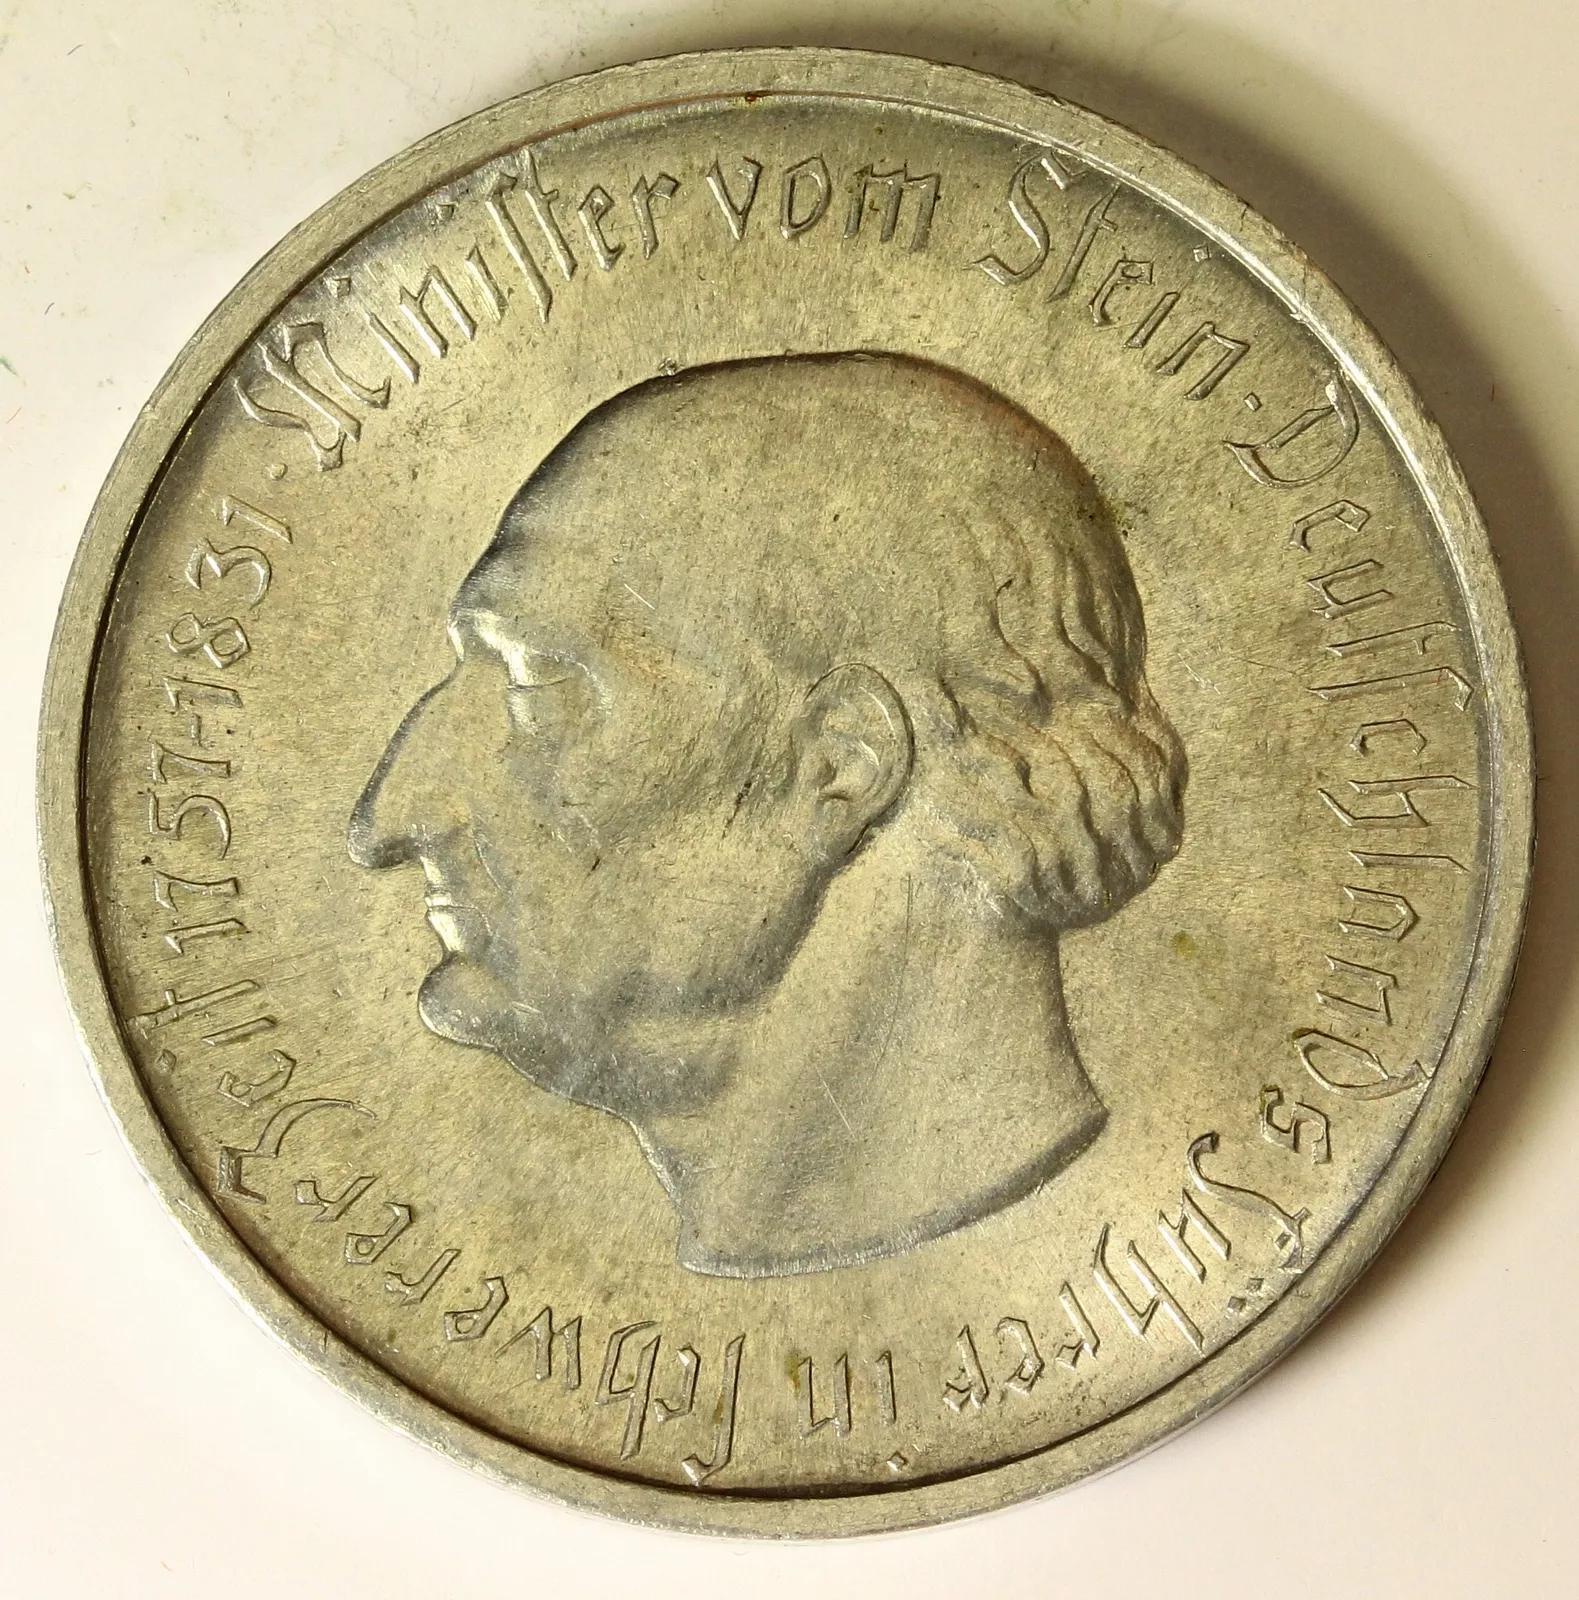 Minister vom Stein · Deutschlands Führer in schwerer Zeit 1757-1831 ·